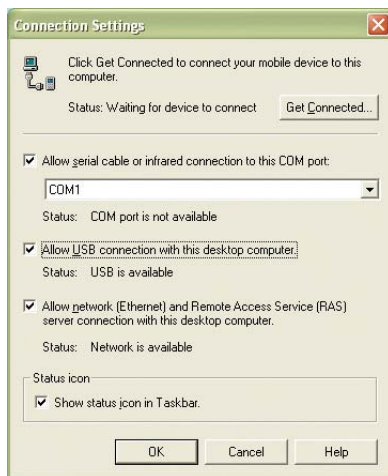 Connection Settings
Click Get Connected to connect your mobile device to this
computer.
Status: Waiting for device to connect
Get Connected...
Allow serial cable or infrared connection to this COM port:
COM1
Status: COM port is not available
Allow USB connection with this desktop computer.
Status: USB is available
Allow network (Ethernet) and Remote Access Service (RAS)
server connection with this desktop computer.
Status: Network is available
Status icon
Show status icon in Taskbar.
OK Cancel Help